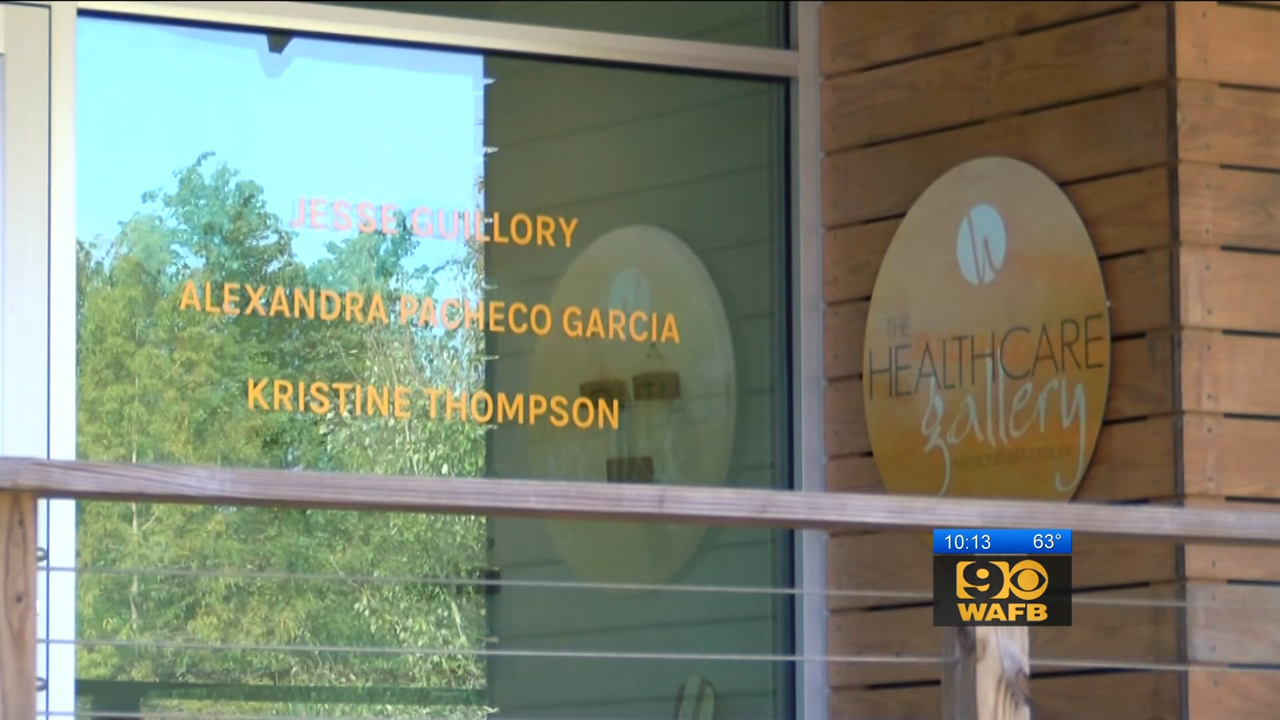 JESSE GUILLORY
ALEXANDRA PACHECO GARCIA
KRISTINE THOMPSON
h
THE
HEALTHCARE
gallery
10:13 63°
9
WAFB